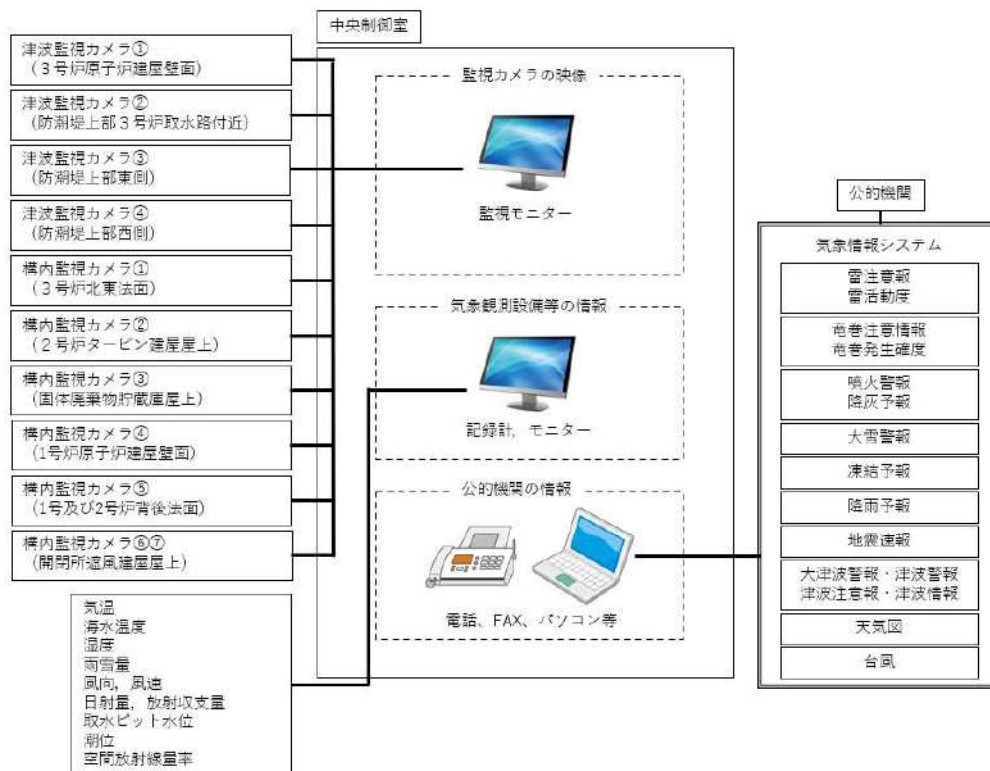 中央制御室
津波監視カメラ①
(3号炉原子炉建屋壁面)
津波監視カメラ②
(防潮堤上部3号炉取水路付近)
津波監視カメラ③
(防潮堤上部東側)
津波監視カメラ④
(防潮堤上部西側)
構内監視カメラ①
(3号炉北東法面)
構内監視カメラ②
(2号炉タービン建屋屋上)
構内監視カメラ③
(固体廃棄物貯蔵庫屋上)
構内監視カメラ④
(1号炉原子炉建屋壁面)
構内監視カメラ⑤
(1号及び2号炉背後法面)
構内監視カメラ⑥⑦
(開閉所遮風建屋屋上)
気温
海水温度
湿度
雨雪量
風向，風速
日射量，放射収支量
取水ピット水位
潮位
空間放射線量率
監視カメラの映像
監視モニター
気象観測設備等の情報
記録計，モニター
公的機関の情報
電話、FAX、パソコン等
公的機関
気象情報システム
雷注意報
雷活動度
竜巻注意情報
竜巻発生確度
噴火警報
降灰予報
大雪警報
凍結予報
降雨予報
地震速報
大津波警報・津波警報
津波注意報・津波情報
天気図
台風